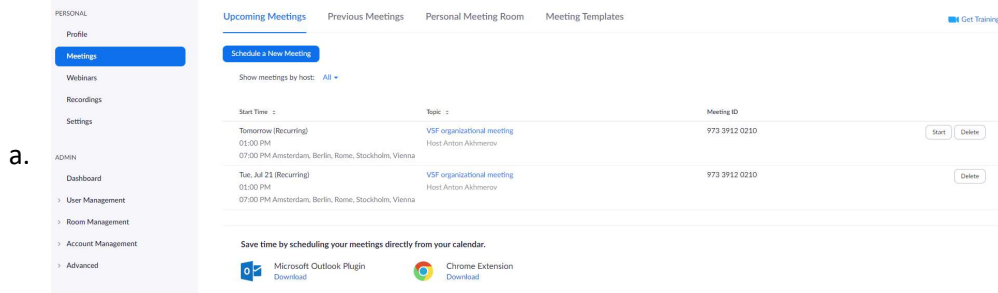 a.
PERSONAL
Profile
Meetings
Webinars
Recordings
Settings
ADMIN
Dashboard
> User Management
> Room Management
> Account Management
> Advanced
Upcoming Meetings Previous Meetings Personal Meeting Room Meeting Templates
Get Training
Schedule a New Meeting
Show meetings by host: All
Start Time Topic Meeting ID
Tomorrow (Recurring) VSF organizational meeting 973 3912 0210 Start Delete
01:00 PM Host Anton Akhmerov
07:00 PM Amsterdam, Berlin, Rome, Stockholm, Vienna
Tue, Jul 21 (Recurring) VSF organizational meeting 973 3912 0210 Delete
01:00 PM Host Anton Akhmerov
07:00 PM Amsterdam, Berlin, Rome, Stockholm, Vienna
Save time by scheduling your meetings directly from your calendar.
Microsoft Outlook Plugin Chrome Extension
Download Download